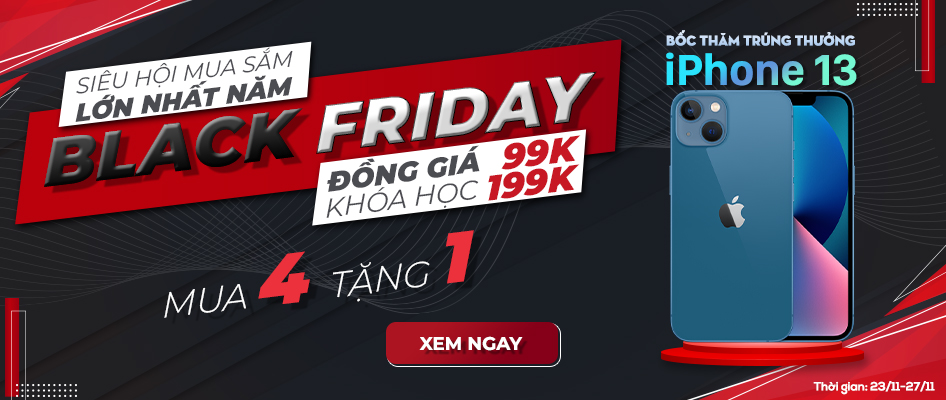 SIÊU HỘI MUA SẮM
LỚN NHẤT NĂM
BLACK FRIDAY
ĐỒNG GIÁ 99K
KHÓA HỌC 199K
MUA 4 TẶNG 1
XEM NGAY
BỐC THĂM TRÚNG THƯỞNG
iPhone 13
Thời gian: 23/11-27/11